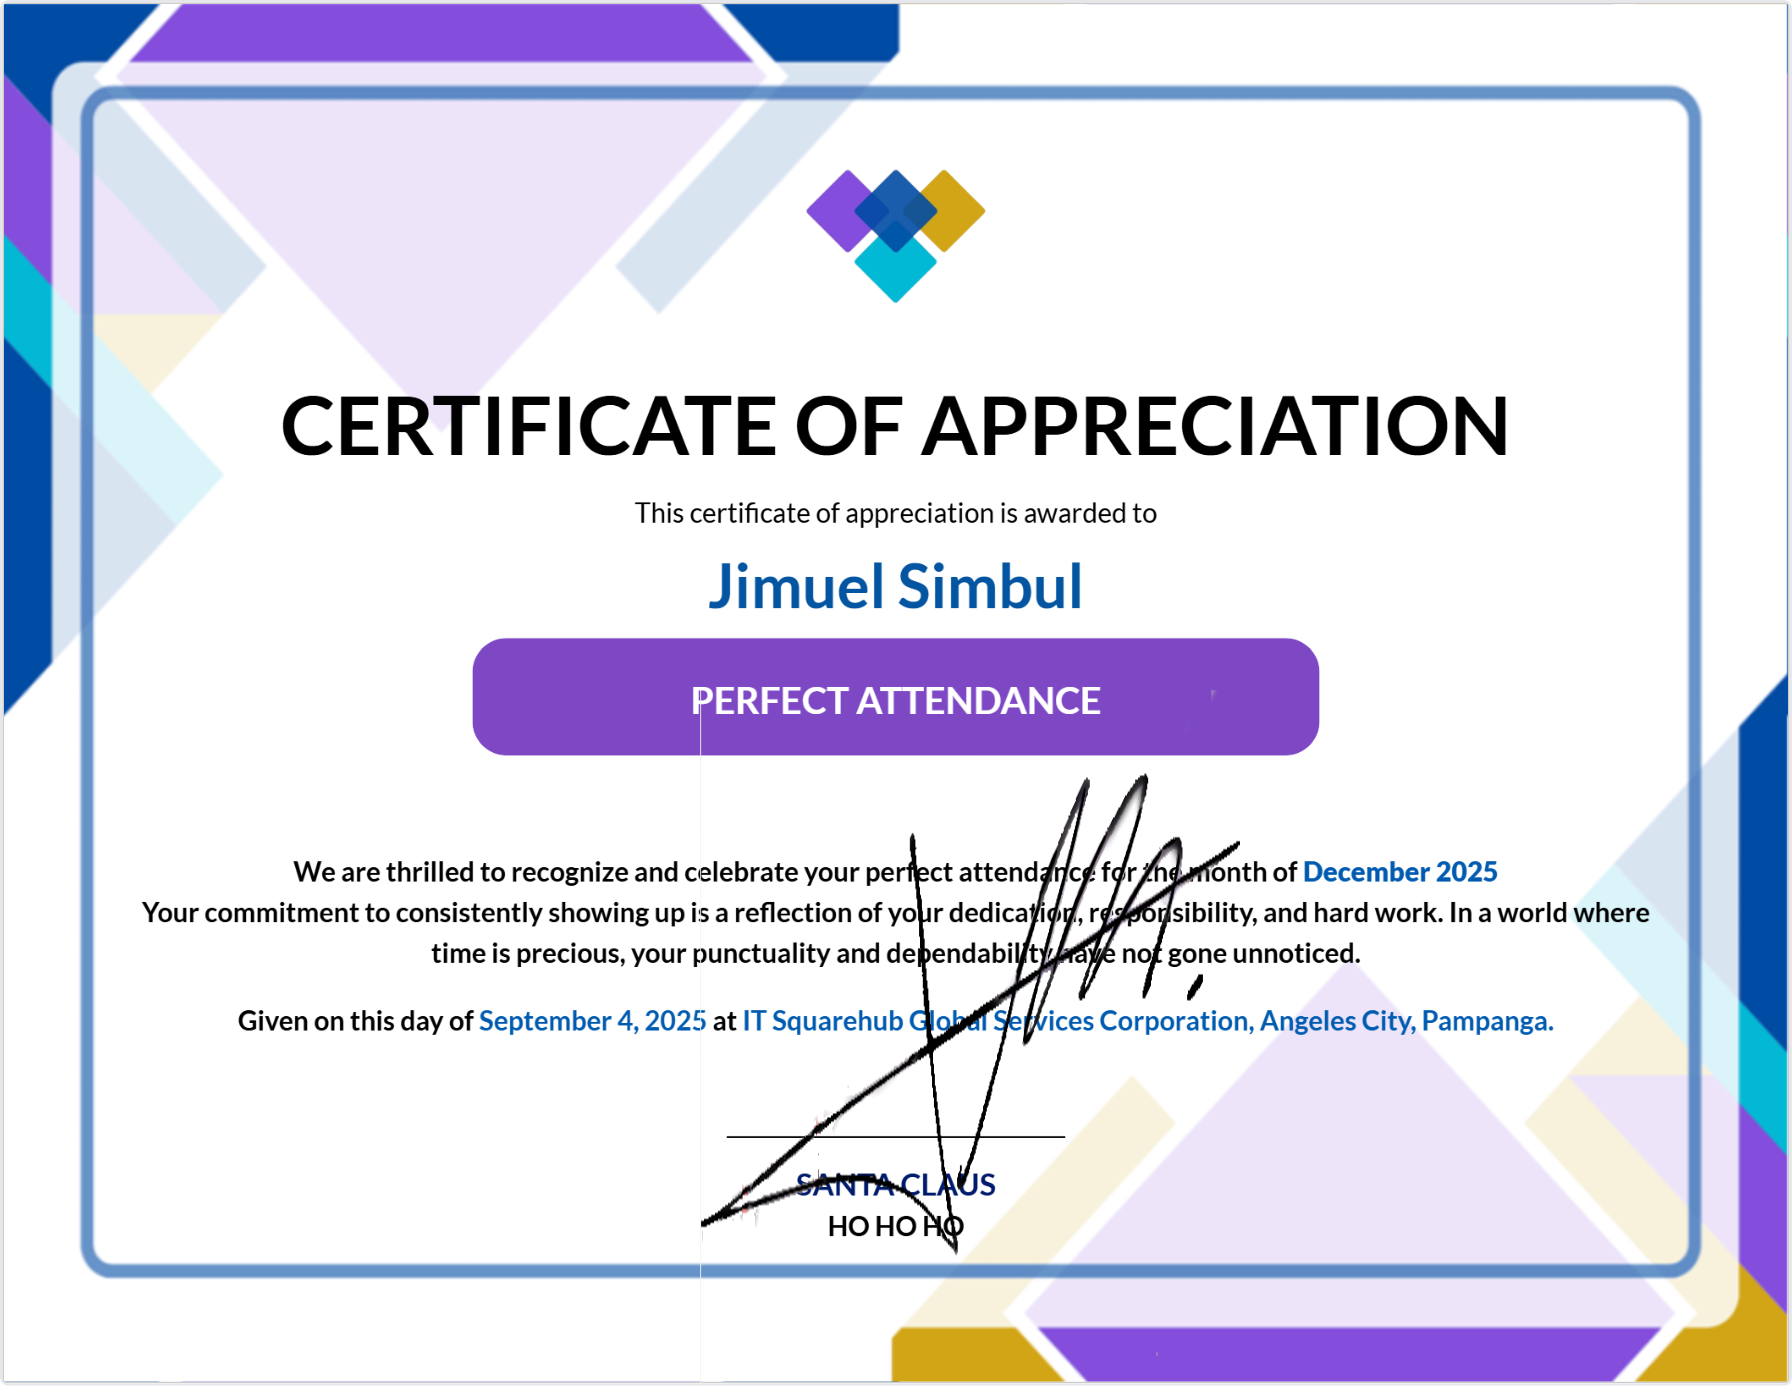 CERTIFICATE OF APPRECIATION
This certificate of appreciation is awarded to
Jimuel Simbul
PERFECT ATTENDANCE
We are thrilled to recognize and celebrate your perfect attendance for the month of December 2025
Your commitment to consistently showing up is a reflection of your dedication, responsibility, and hard work. In a world where
time is precious, your punctuality and dependability have not gone unnoticed.
Given on this day of September 4, 2025 at IT Squarehub Global Services Corporation, Angeles City, Pampanga.
SANTA CLAUS
HO HO HO